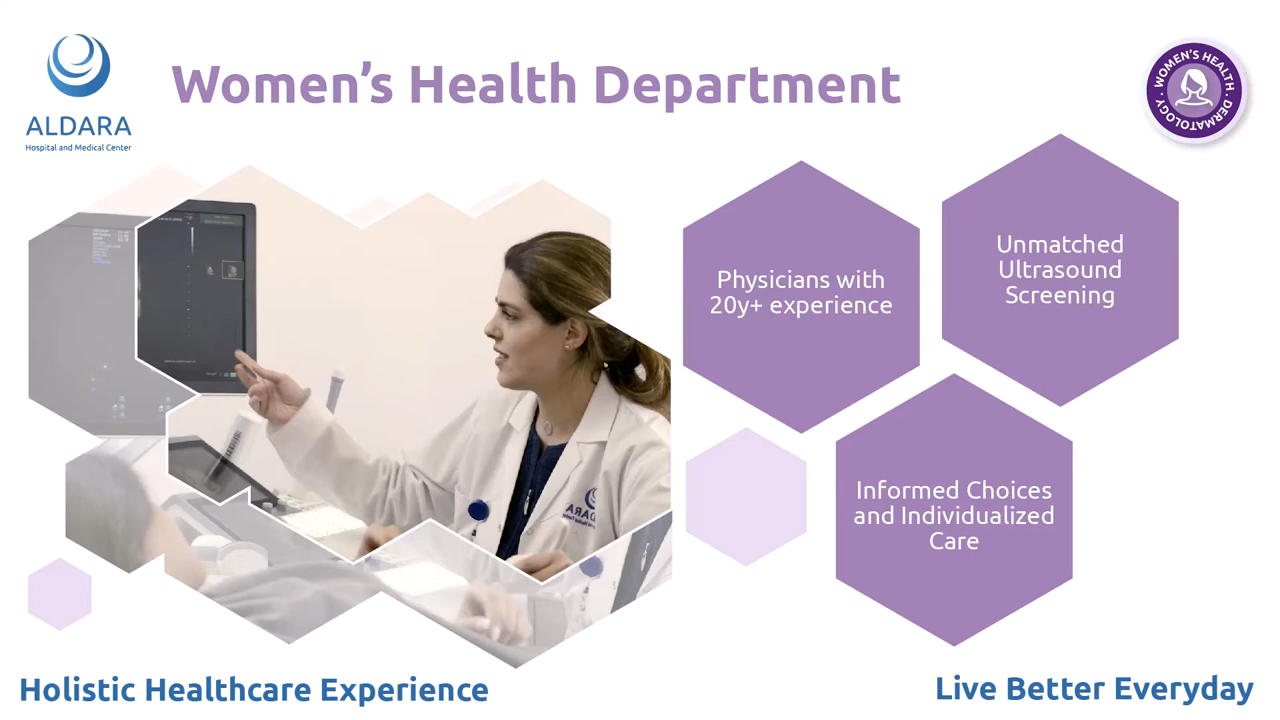 ALDARA
Hospital and Medical Center
Women's Health Department
WOMEN'S HEALTH · DERMATOLOGY ·
Physicians with
20y+ experience
Unmatched
Ultrasound
Screening
Informed Choices
and Individualized
Care
Holistic Healthcare Experience
Live Better Everyday